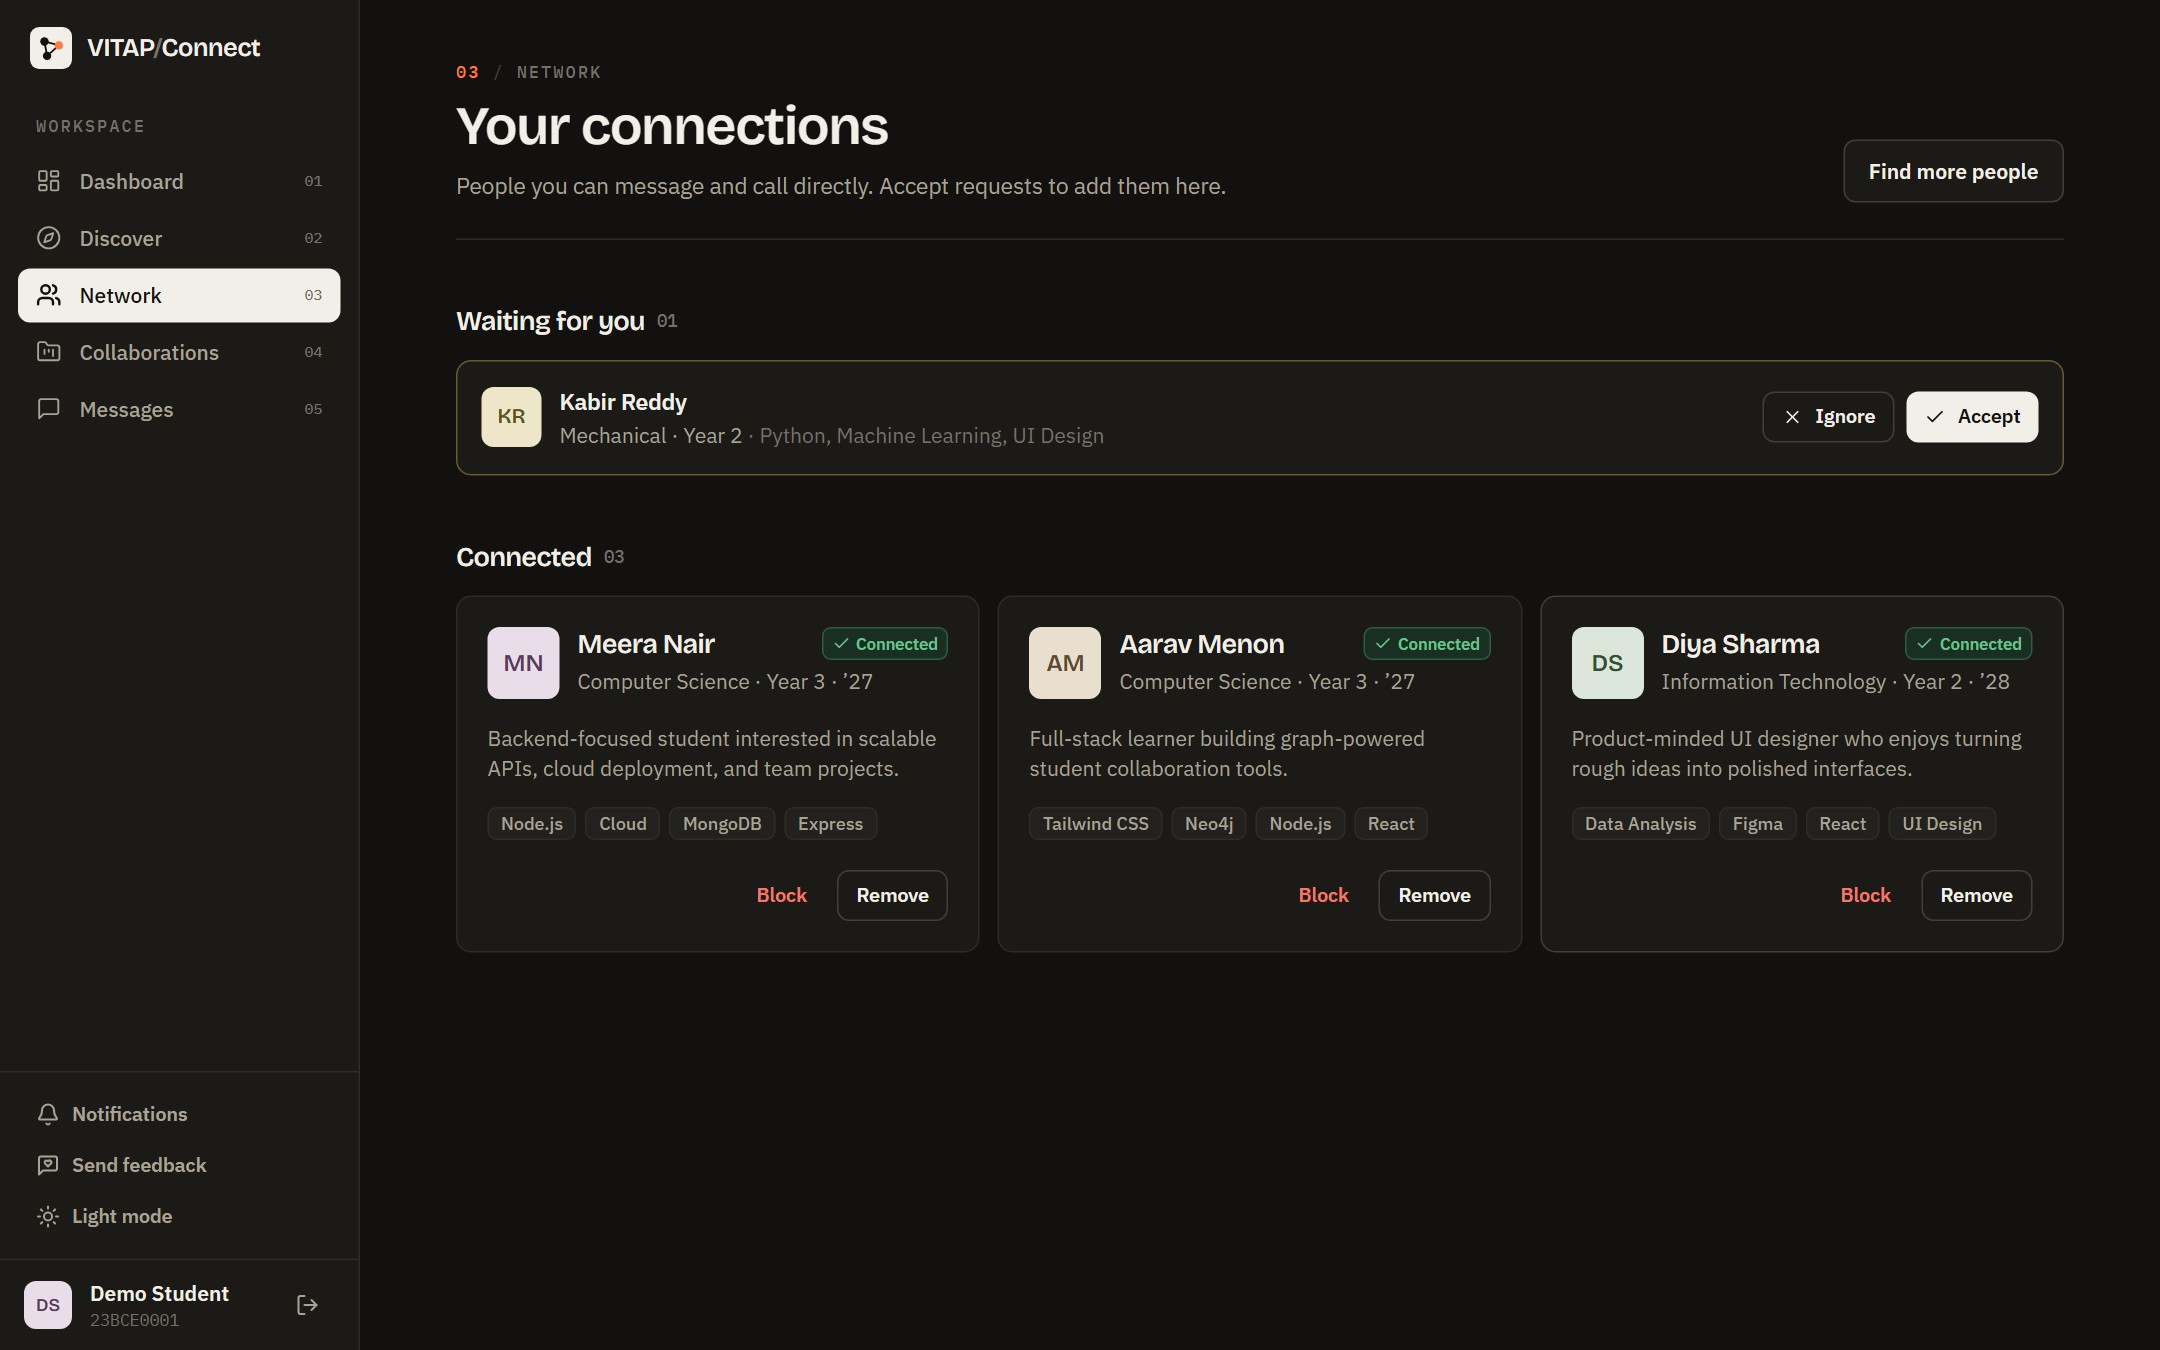 VITAP/Connect
WORKSPACE
Dashboard 01
Discover 02
Network 03
Collaborations 04
Messages 05
Notifications
Send feedback
Light mode
DS
Demo Student
23BCE0001
03 / NETWORK
Your connections
People you can message and call directly. Accept requests to add them here.
Find more people
Waiting for you 01
KR
Kabir Reddy
Mechanical · Year 2 · Python, Machine Learning, UI Design
Ignore
Accept
Connected 03
MN
Meera Nair
Connected
Computer Science · Year 3 · ’27
Backend-focused student interested in scalable
APIs, cloud deployment, and team projects.
Node.js Cloud MongoDB Express
Block Remove
AM
Aarav Menon
Connected
Computer Science · Year 3 · ’27
Full-stack learner building graph-powered
student collaboration tools.
Tailwind CSS Neo4j Node.js React
Block Remove
DS
Diya Sharma
Connected
Information Technology · Year 2 · ’28
Product-minded UI designer who enjoys turning
rough ideas into polished interfaces.
Data Analysis Figma React UI Design
Block Remove